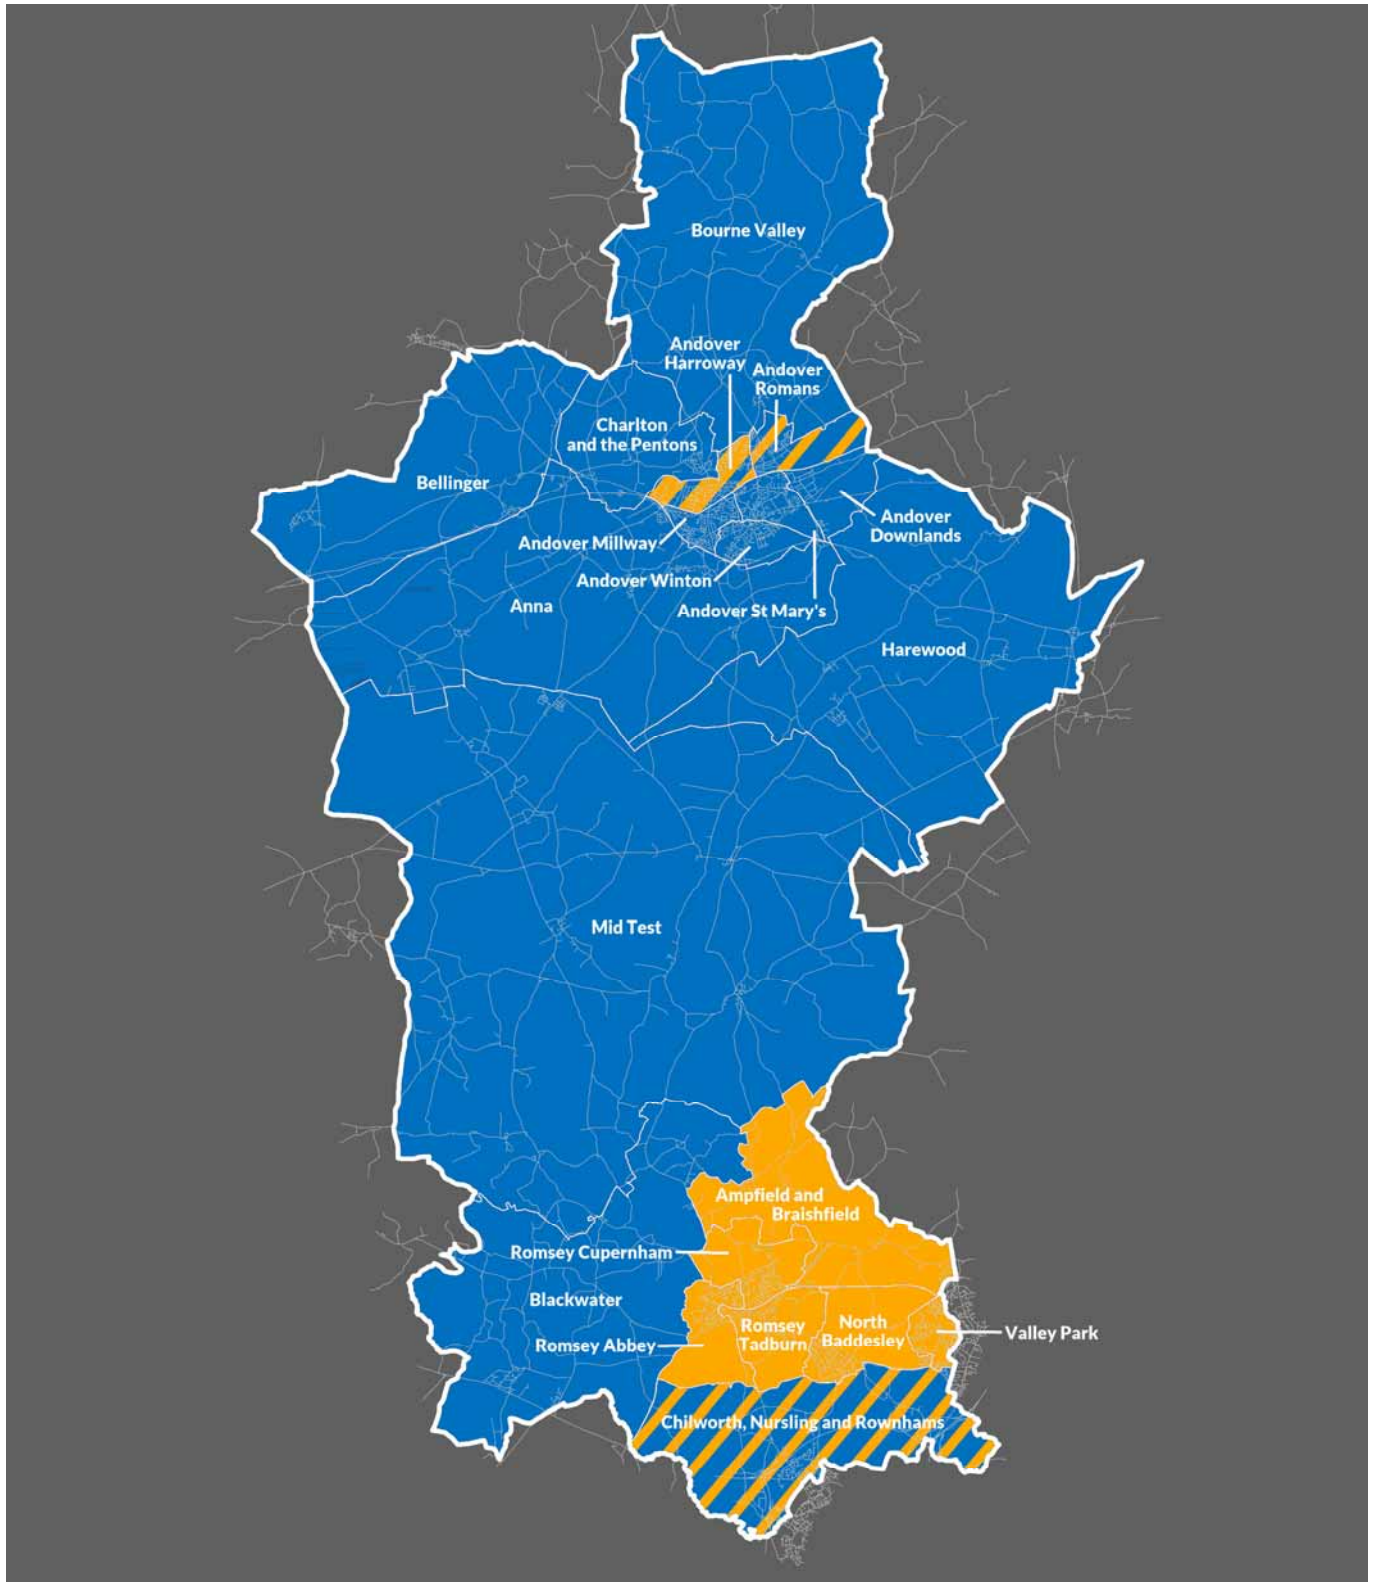 Bourne Valley
Andover
Harroway
Andover
Romans
Charlton
and the Pentons
Bellinger
Andover
Downlands
Andover Millway
Andover Winton
Anna
Andover St Mary's
Harewood
Mid Test
Ampfield and
Braishfield
Romsey Cupernham
Blackwater
Romsey
Tadburn
North
Baddesley
Valley Park
Romsey Abbey
Chilworth, Nursling and Rownhams